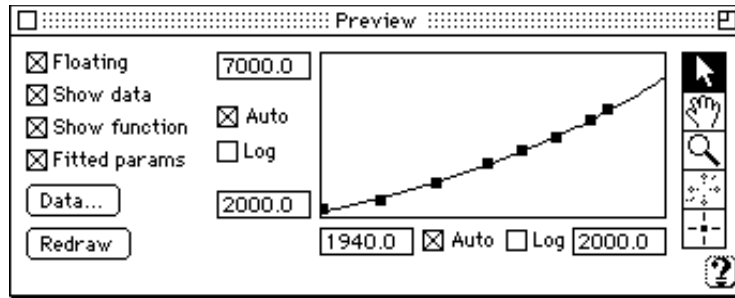 Preview
Floating
7000.0
Show data
Auto
Show function
Log
Fitted params
Data...
2000.0
1940.0 Auto Log 2000.0
Redraw
?